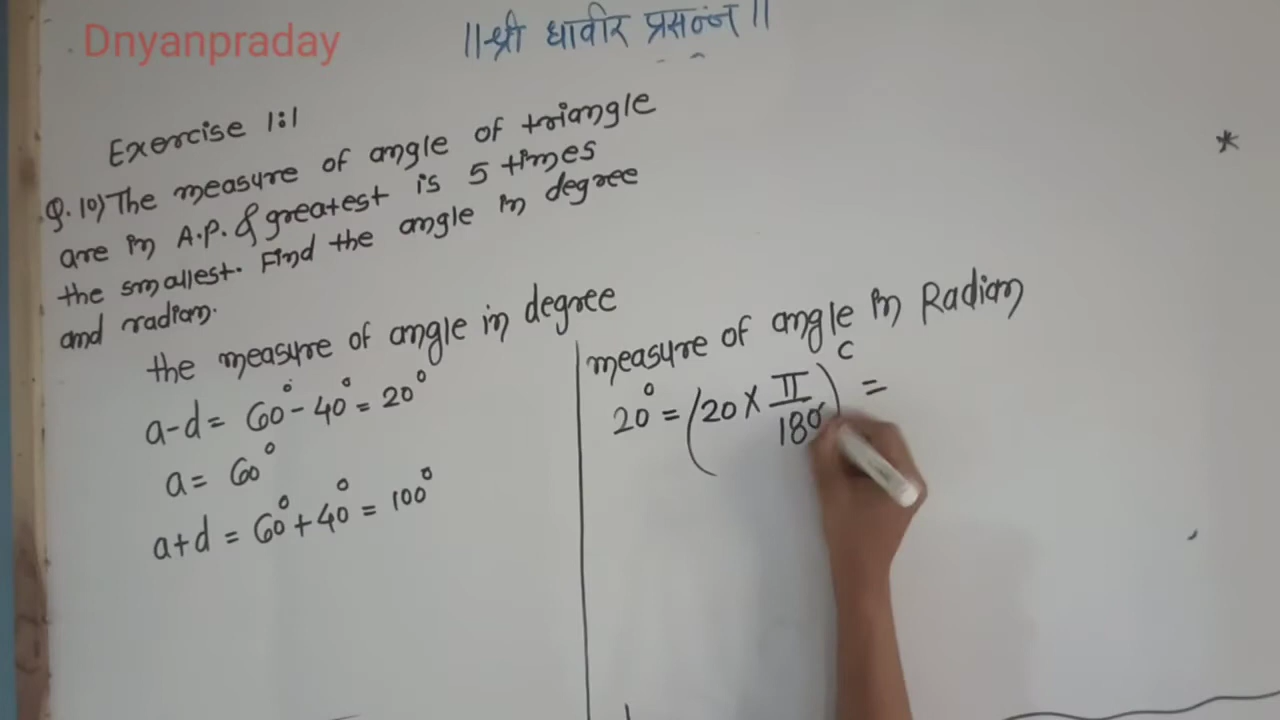 Dnyanpraday
॥श्री धावीर प्रसन्न॥
Exercise 1:1
Q.10) The measure of angle of triangle
are in A.P. & greatest is 5 times
the smallest. Find the angle in degree
and radian.
the measure of angle in degree
a-d = 60° - 40° = 20°
a = 60°
a+d = 60° + 40° = 100°
measure of angle in Radian
20° = (20 × π/180)ᶜ =
*